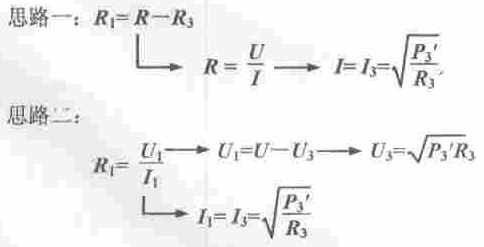 思路一：R₁=R－R₃
R = U/I → I=I₃=√(P₃′/R₃)
思路二：
R₁= U₁/I₁ → U₁=U－U₃ → U₃=√(P₃′R₃)
I₁=I₃=√(P₃′/R₃)